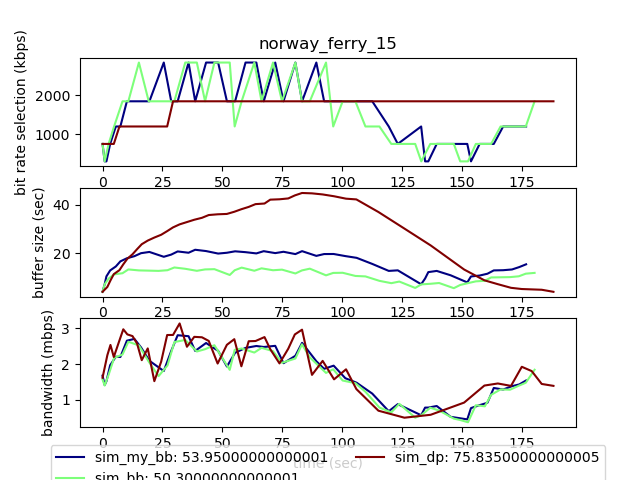 norway_ferry_15
bit rate selection (kbps)
2000
1000
0 25 50 75 100 125 150 175
buffer size (sec)
40
20
0 25 50 75 100 125 150 175
bandwidth (mbps)
3
2
1
0 25 50 75 100 125 150 175
time (sec)
sim_my_bb: 53.95000000000001 sim_dp: 75.835000000000005
sim_bb: 50.30000000000001